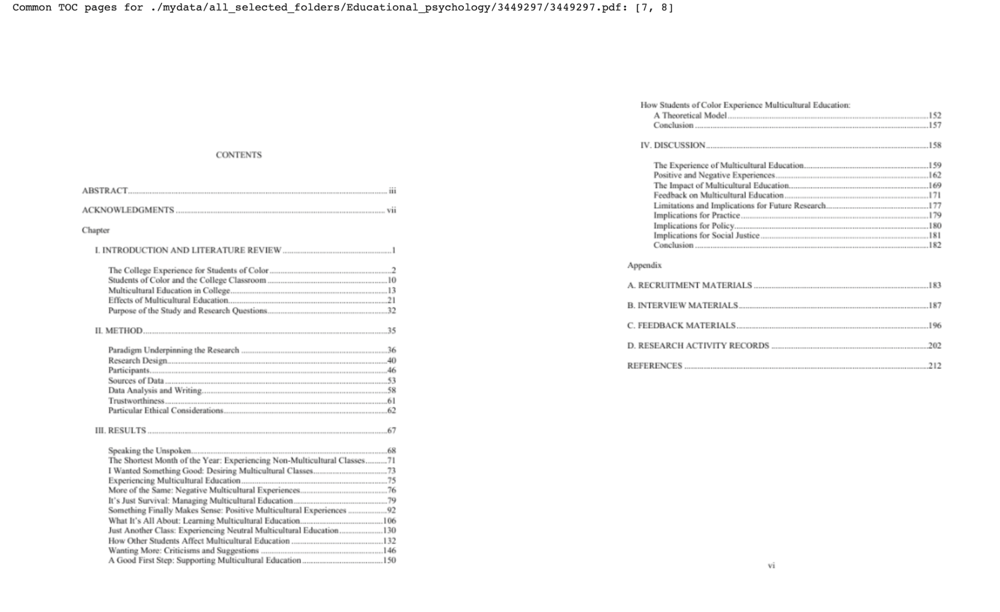 Common TOC pages for ./mydata/all_selected_folders/Educational_psychology/3449297/3449297.pdf: [7, 8]
CONTENTS
ABSTRACT.......... iii
ACKNOWLEDGMENTS .......... vii
Chapter
I. INTRODUCTION AND LITERATURE REVIEW ..........1
The College Experience for Students of Color ..........2
Students of Color and the College Classroom ..........10
Multicultural Education in College..........13
Effects of Multicultural Education..........21
Purpose of the Study and Research Questions..........32
II. METHOD..........35
Paradigm Underpinning the Research ..........36
Research Design..........40
Participants..........46
Sources of Data ..........53
Data Analysis and Writing..........58
Trustworthiness..........61
Particular Ethical Considerations..........62
III. RESULTS ..........67
Speaking the Unspoken..........68
The Shortest Month of the Year: Experiencing Non-Multicultural Classes..........71
I Wanted Something Good: Desiring Multicultural Classes..........73
Experiencing Multicultural Education ..........75
More of the Same: Negative Multicultural Experiences..........76
It's Just Survival: Managing Multicultural Education..........79
Something Finally Makes Sense: Positive Multicultural Experiences ..........92
What It's All About: Learning Multicultural Education..........106
Just Another Class: Experiencing Neutral Multicultural Education..........130
How Other Students Affect Multicultural Education ..........132
Wanting More: Criticisms and Suggestions ..........146
A Good First Step: Supporting Multicultural Education..........150
How Students of Color Experience Multicultural Education:
A Theoretical Model..........152
Conclusion ..........157
IV. DISCUSSION..........158
The Experience of Multicultural Education..........159
Positive and Negative Experiences..........162
The Impact of Multicultural Education..........169
Feedback on Multicultural Education..........171
Limitations and Implications for Future Research..........177
Implications for Practice..........179
Implications for Policy..........180
Implications for Social Justice ..........181
Conclusion ..........182
Appendix
A. RECRUITMENT MATERIALS ..........183
B. INTERVIEW MATERIALS..........187
C. FEEDBACK MATERIALS..........196
D. RESEARCH ACTIVITY RECORDS ..........202
REFERENCES ..........212
vi